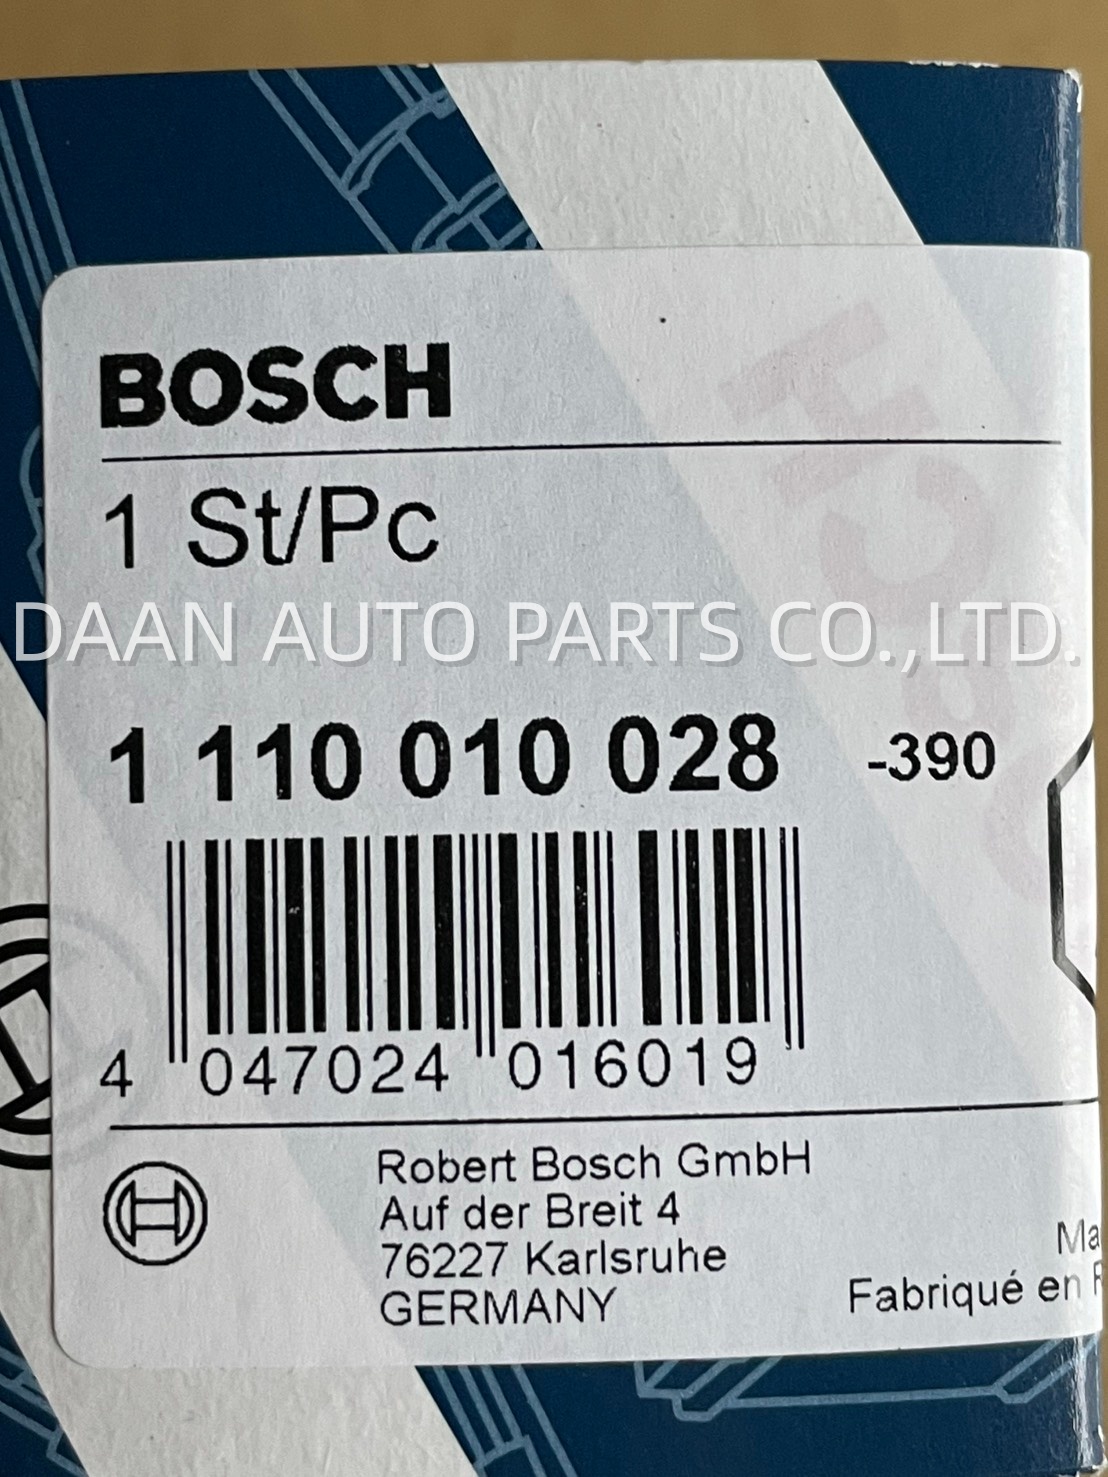 BOSCH
1 St/Pc
DAAN AUTO PARTS CO.,LTD.
1 110 010 028 -390
4 047024 016019
Robert Bosch GmbH
Auf der Breit 4
76227 Karlsruhe
GERMANY
Fabriqué en